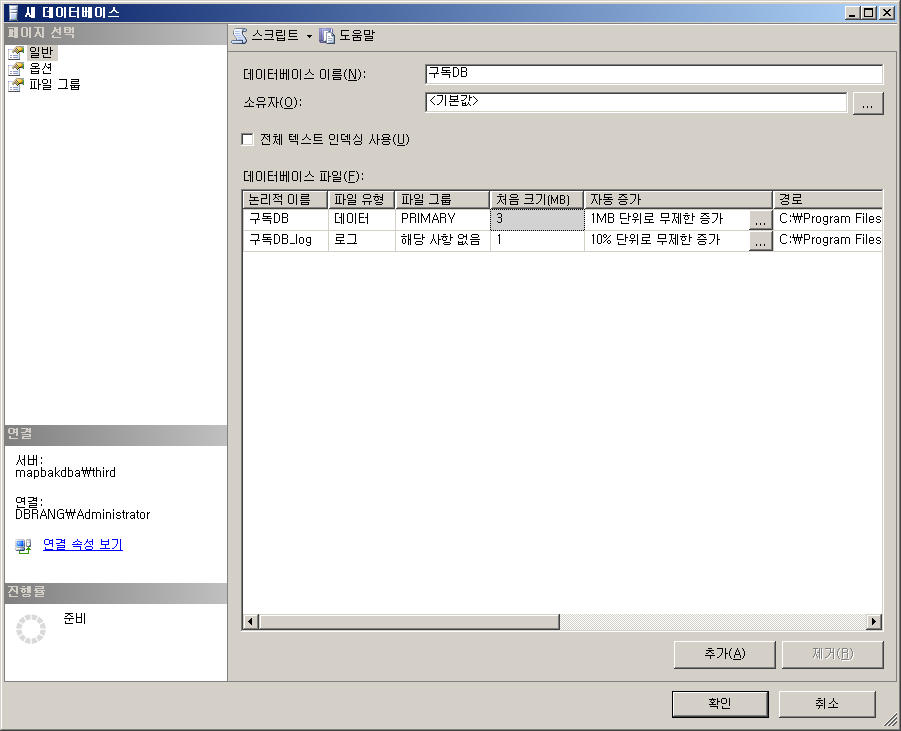 새 데이터베이스
페이지 선택
일반
옵션
파일 그룹
스크립트 도움말
데이터베이스 이름(N): 구독DB
소유자(O): <기본값> ...
전체 텍스트 인덱싱 사용(U)
데이터베이스 파일(F):
논리적 이름 파일 유형 파일 그룹 처음 크기(MB) 자동 증가 경로
구독DB 데이터 PRIMARY 3 1MB 단위로 무제한 증가 ... C:₩Program Files
구독DB_log 로그 해당 사항 없음 1 10% 단위로 무제한 증가 ... C:₩Program Files
연결
서버:
mapbakdba₩third
연결:
DBRANG₩Administrator
연결 속성 보기
진행률
준비
추가(A) 제거(R)
확인 취소